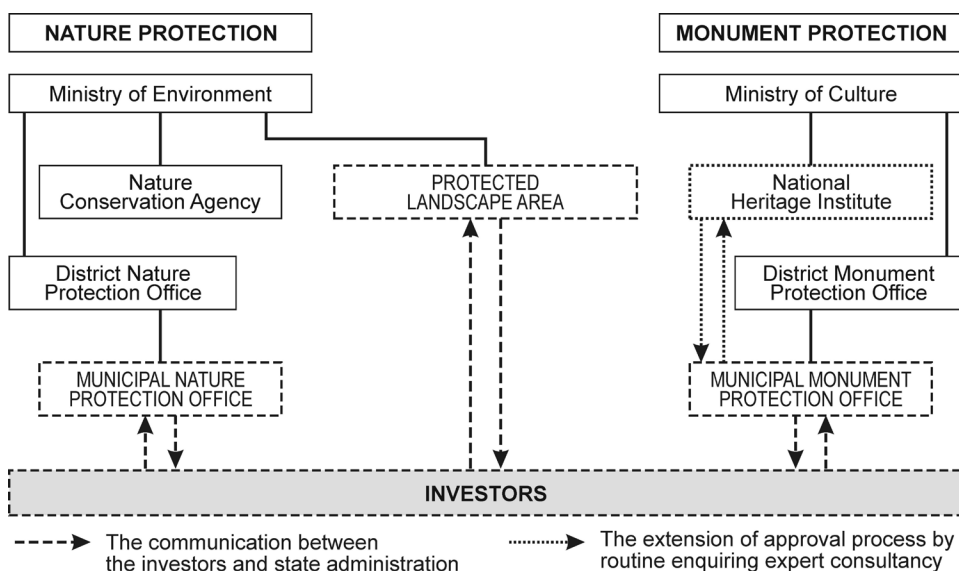 NATURE PROTECTION
MONUMENT PROTECTION
Ministry of Environment
Ministry of Culture
Nature
Conservation Agency
PROTECTED
LANDSCAPE AREA
National
Heritage Institute
District Nature
Protection Office
District Monument
Protection Office
MUNICIPAL NATURE
PROTECTION OFFICE
MUNICIPAL MONUMENT
PROTECTION OFFICE
INVESTORS
The communication between
the investors and state administration
The extension of approval process by
routine enquiring expert consultancy